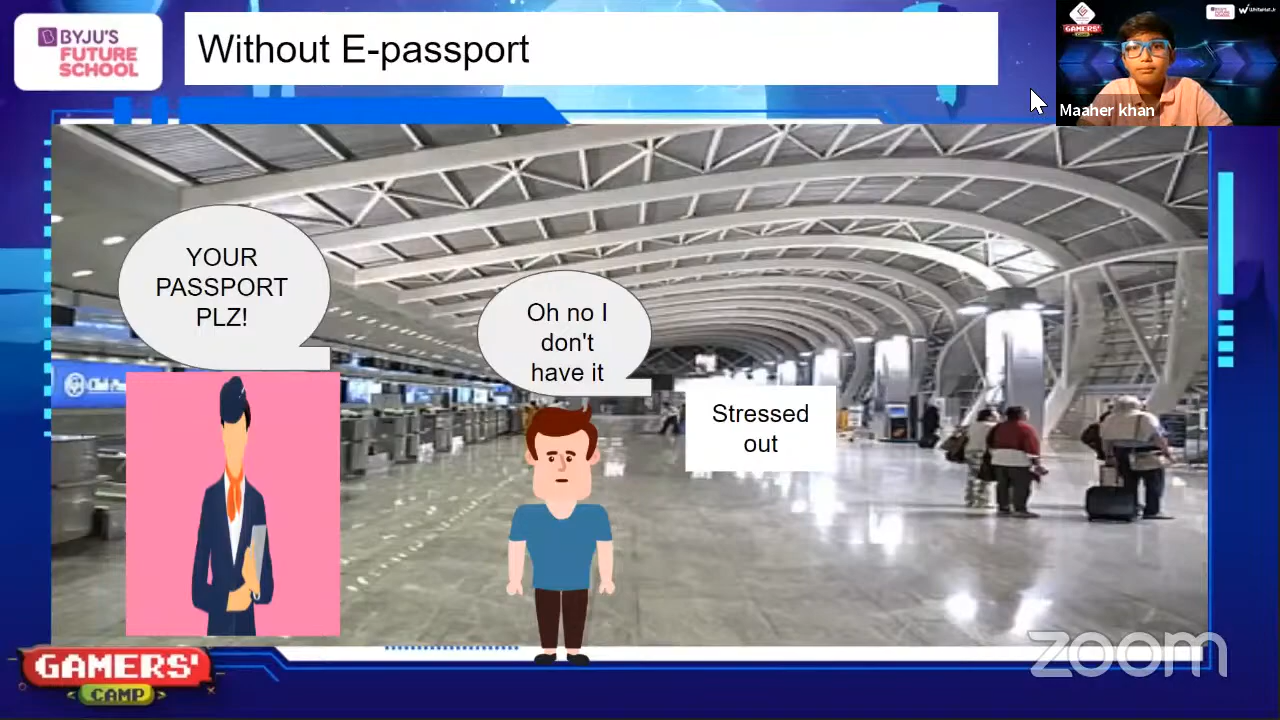 BYJU'S
FUTURE
SCHOOL
Without E-passport
GAMERS'
Maaher khan
YOUR
PASSPORT
PLZ!
Oh no I
don't
have it
Stressed
out
GAMERS'
CAMP
zoom